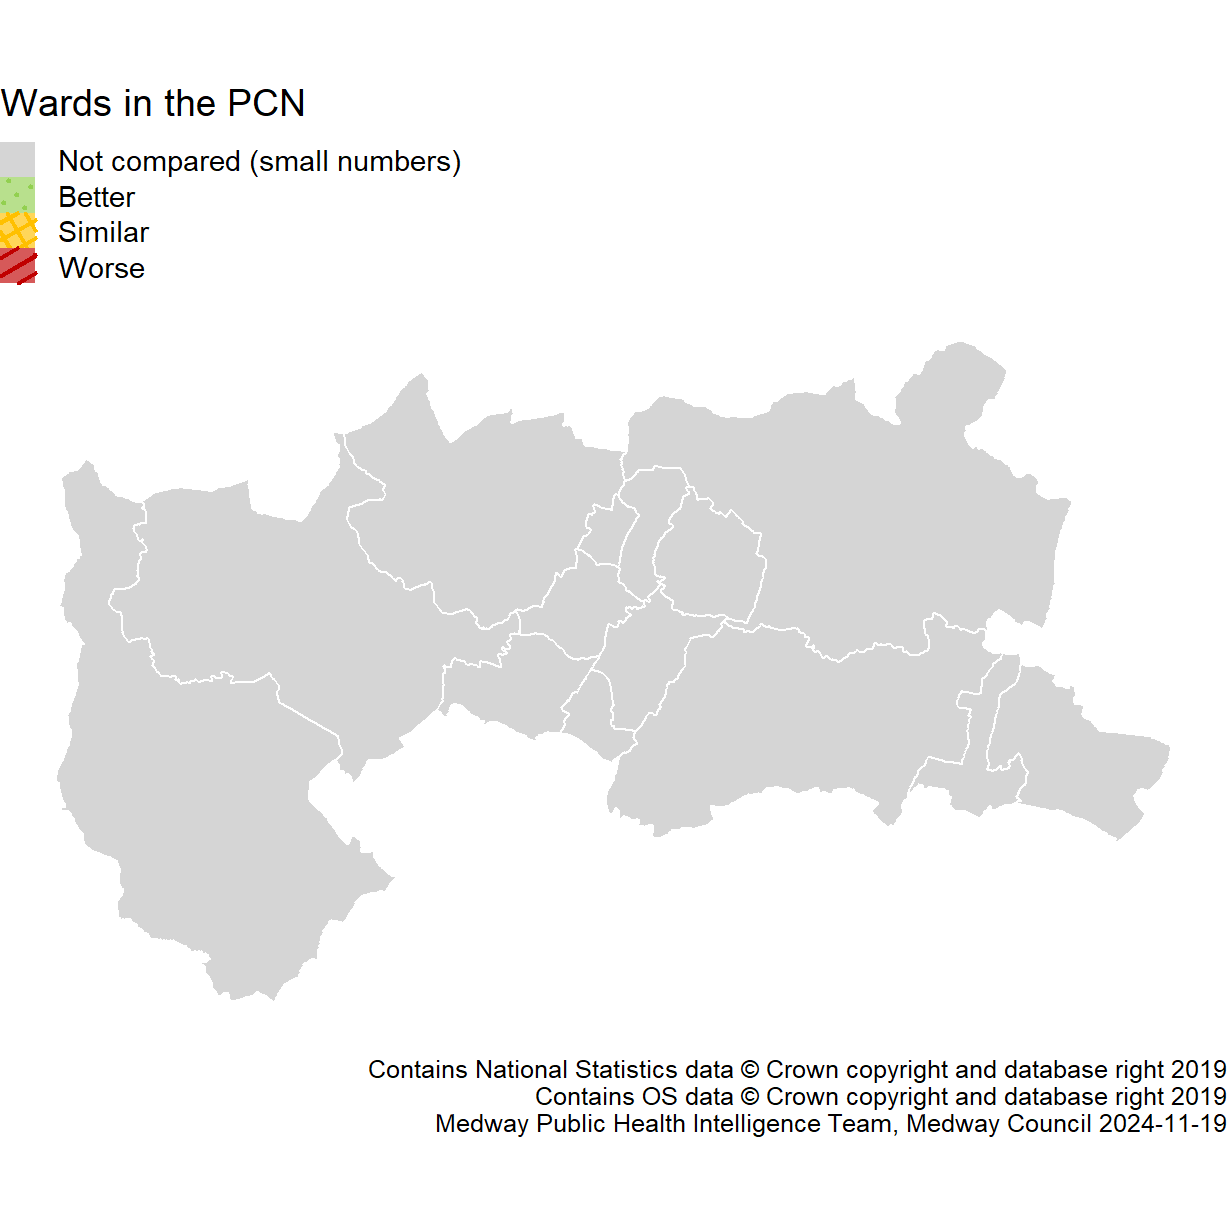 Wards in the PCN
Not compared (small numbers)
Better
Similar
Worse
Contains National Statistics data © Crown copyright and database right 2019
Contains OS data © Crown copyright and database right 2019
Medway Public Health Intelligence Team, Medway Council 2024-11-19